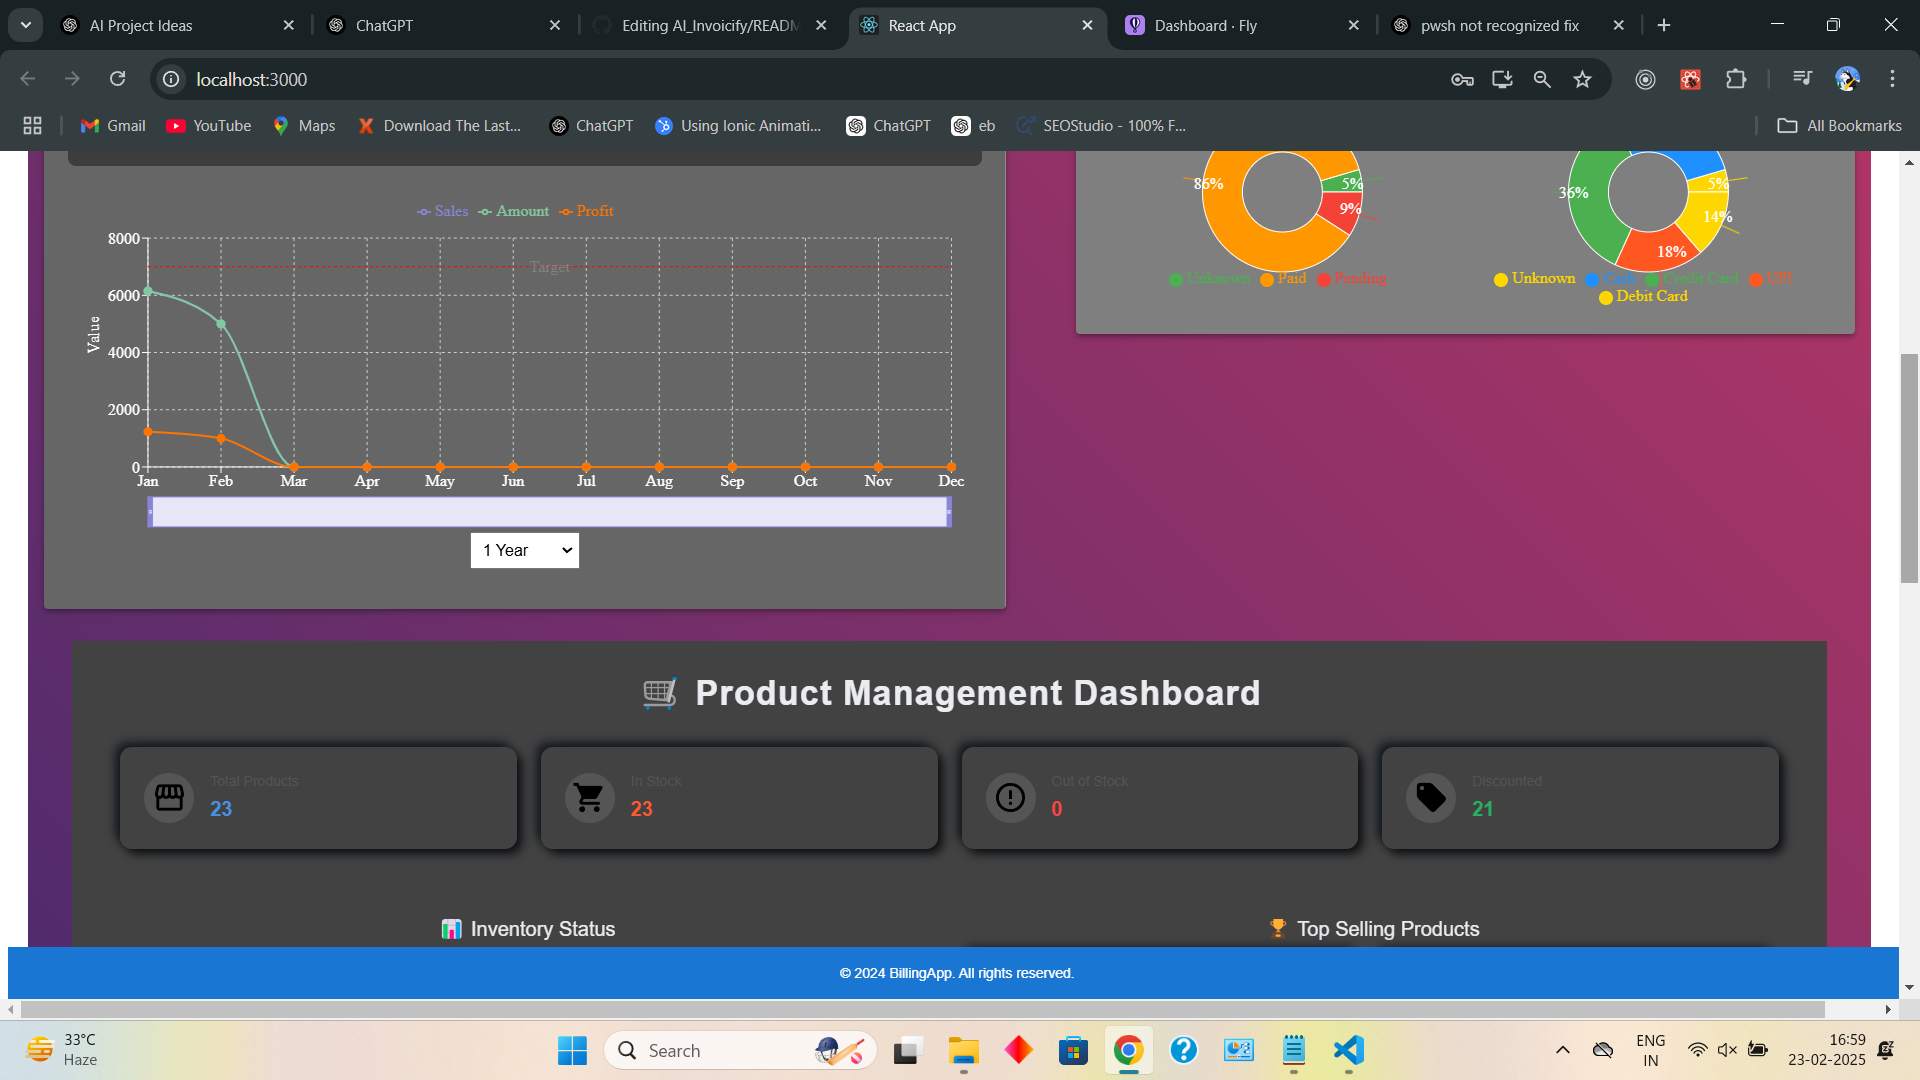 AI Project Ideas
ChatGPT
Editing AI_Invoicify/READM
React App
Dashboard · Fly
pwsh not recognized fix
localhost:3000
Gmail
YouTube
Maps
Download The Last...
ChatGPT
Using Ionic Animati...
ChatGPT
eb
SEOStudio - 100% F...
All Bookmarks
Sales Amount Profit
8000
6000
4000
2000
0
Value
Target
Jan Feb Mar Apr May Jun Jul Aug Sep Oct Nov Dec
1 Year
86%
5%
9%
Unknown Paid Pending
36%
5%
14%
18%
Unknown Cash Credit Card UPI
Debit Card
🛒 Product Management Dashboard
Total Products
23
In Stock
23
Out of Stock
0
Discounted
21
📊 Inventory Status
🏆 Top Selling Products
© 2024 BillingApp. All rights reserved.
33°C
Haze
Search
ENG
IN
16:59
23-02-2025